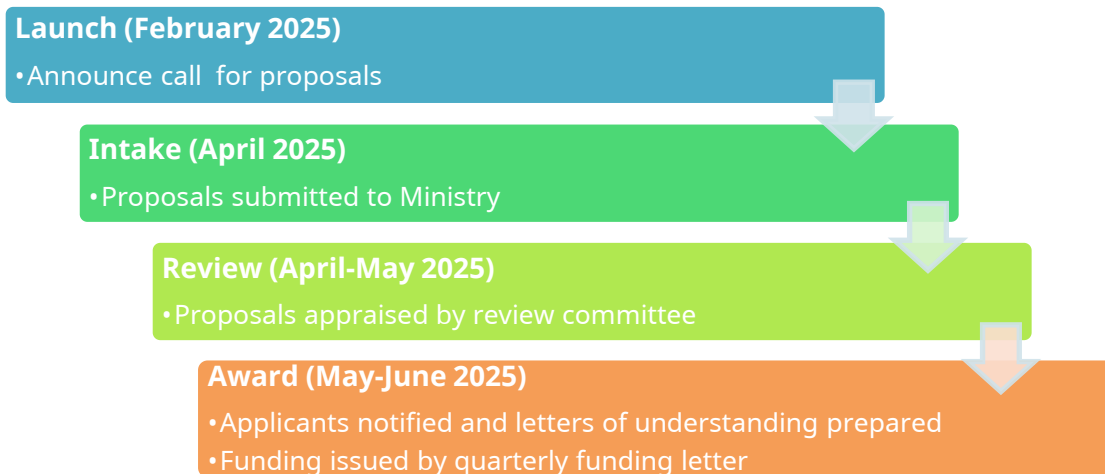 Launch (February 2025)
•Announce call  for proposals
Intake (April 2025)
•Proposals submitted to Ministry
Review (April-May 2025)
•Proposals appraised by review committee
Award (May-June 2025)
•Applicants notified and letters of understanding prepared
•Funding issued by quarterly funding letter